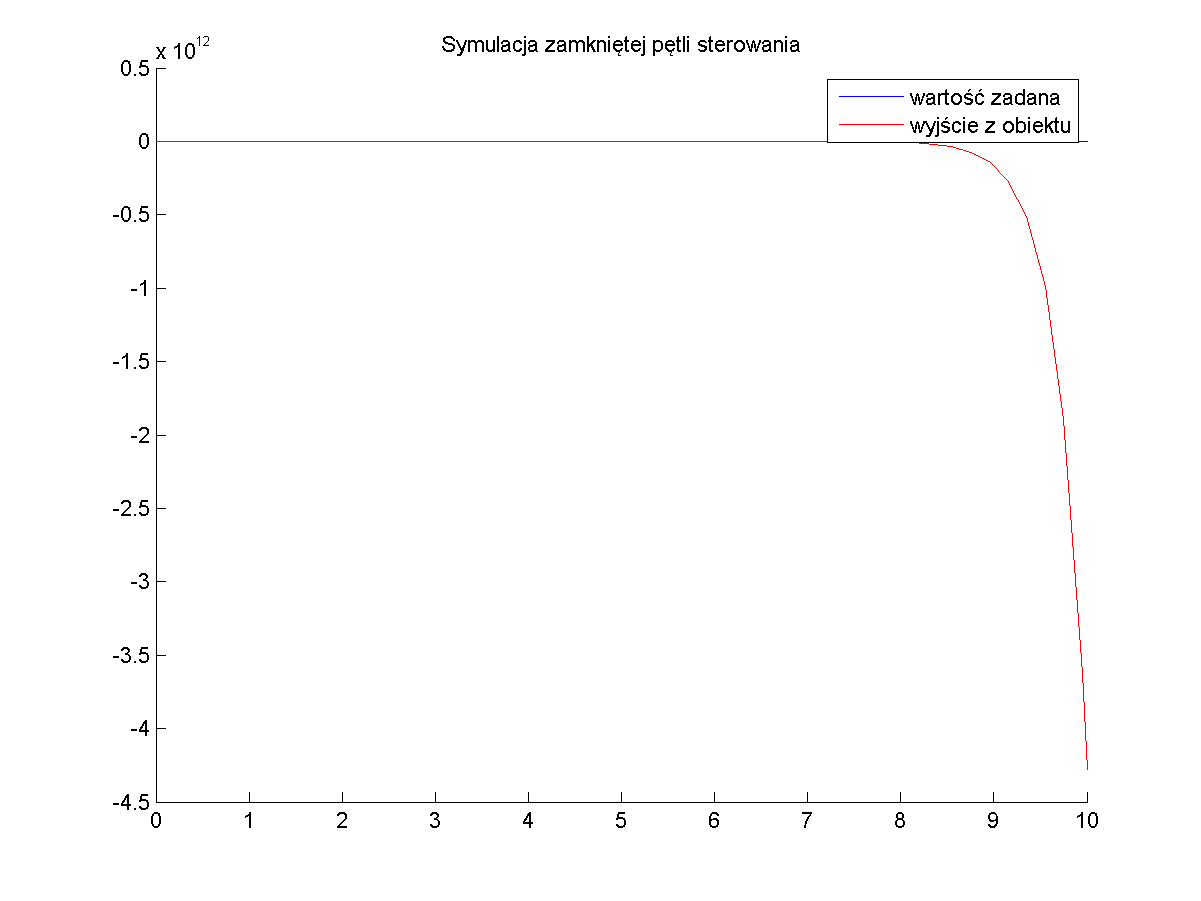 Symulacja zamkniętej pętli sterowania
x 10^12
0.5
0
-0.5
-1
-1.5
-2
-2.5
-3
-3.5
-4
-4.5
0 1 2 3 4 5 6 7 8 9 10
wartość zadana
wyjście z obiektu